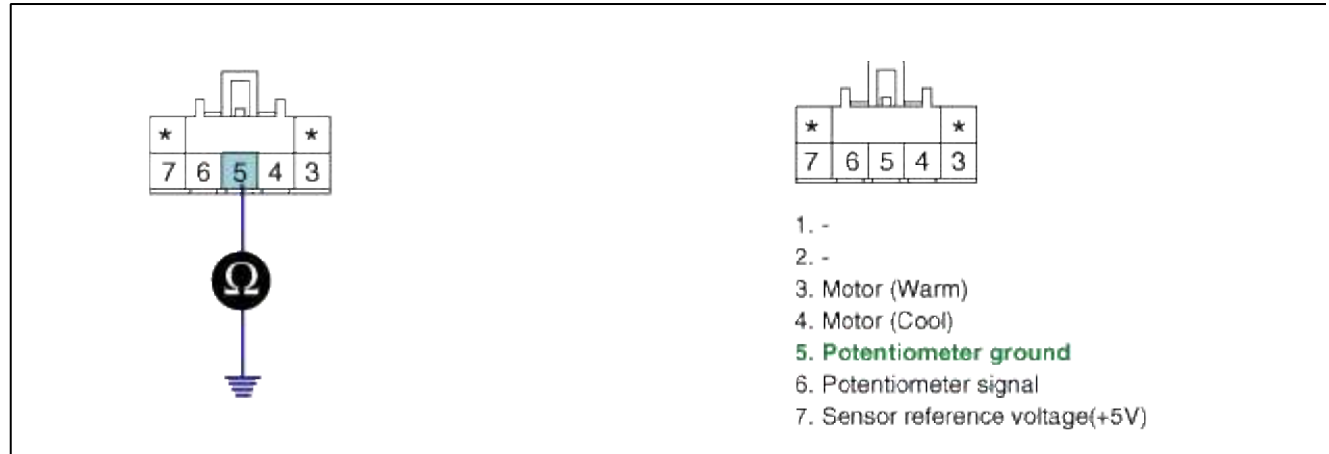 * *
7 6 5 4 3
Ω
* *
7 6 5 4 3
1. -
2. -
3. Motor (Warm)
4. Motor (Cool)
5. Potentiometer ground
6. Potentiometer signal
7. Sensor reference voltage(+5V)